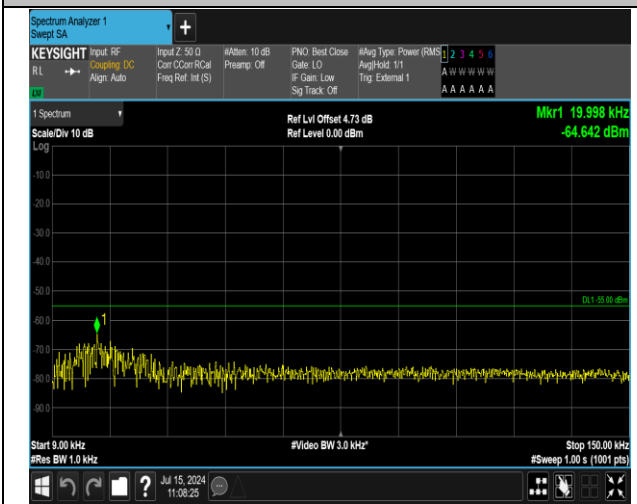 Spectrum Analyzer 1
Swept SA
+
KEYSIGHT Input: RF Input Z: 50 Ω #Atten: 10 dB PNO: Best Close #Avg Type: Power (RMS 1 2 3 4 5 6
RL Coupling: DC Corr CCorr RCal Preamp: Off Gate: LO Avg|Hold: 1/1 A W W W W W
Align: Auto Freq Ref: Int (S) IF Gain: Low Trig: External 1
Sig Track: Off A A A A A A
1 Spectrum Ref Lvl Offset 4.73 dB Mkr1 19.998 kHz
Scale/Div 10 dB Ref Level 0.00 dBm -64.642 dBm
Log
-10.0
-20.0
-30.0
-40.0
-50.0
DL1 -55.00 dBm
-60.0
1
-70.0
-80.0
-90.0
Start 9.00 kHz #Video BW 3.0 kHz* Stop 150.00 kHz
#Res BW 1.0 kHz #Sweep 1.00 s (1001 pts)
? Jul 15, 2024
11:08:25